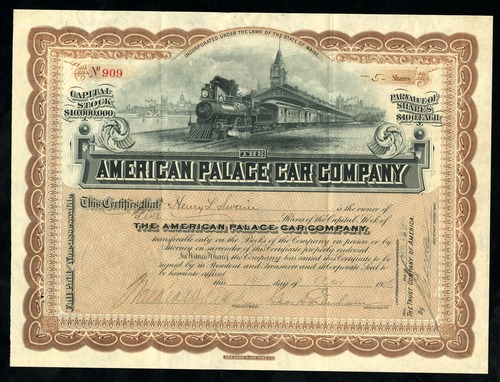 INCORPORATED UNDER THE LAWS OF THE STATE OF MAINE.
No 909
5 Shares
CAPITAL
STOCK
$10,000,000
PAR VALUE OF
SHARES
$100 EACH
THE
AMERICAN PALACE CAR COMPANY
This Certifies that Henry L. Swain is the owner of
Five Shares of the Capital Stock of
THE AMERICAN PALACE CAR COMPANY,
transferable only on the Books of the Company in person, or by
Attorney on surrender of this Certificate properly endorsed
In Witness Whereof, the Company has caused this Certificate to be
signed by its President and Treasurer and its Corporate Seal to
be hereunto affixed
this day of
THE TRUST COMPANY OF AMERICA.
By